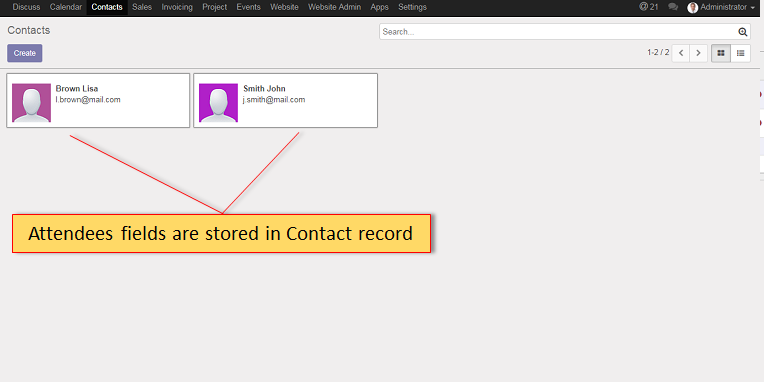 Discuss Calendar Contacts Sales Invoicing Project Events Website Website Admin Apps Settings @ 21 Administrator
Contacts
Search...
Create
1-2 / 2
Brown Lisa
l.brown@mail.com
Smith John
j.smith@mail.com
Attendees fields are stored in Contact record